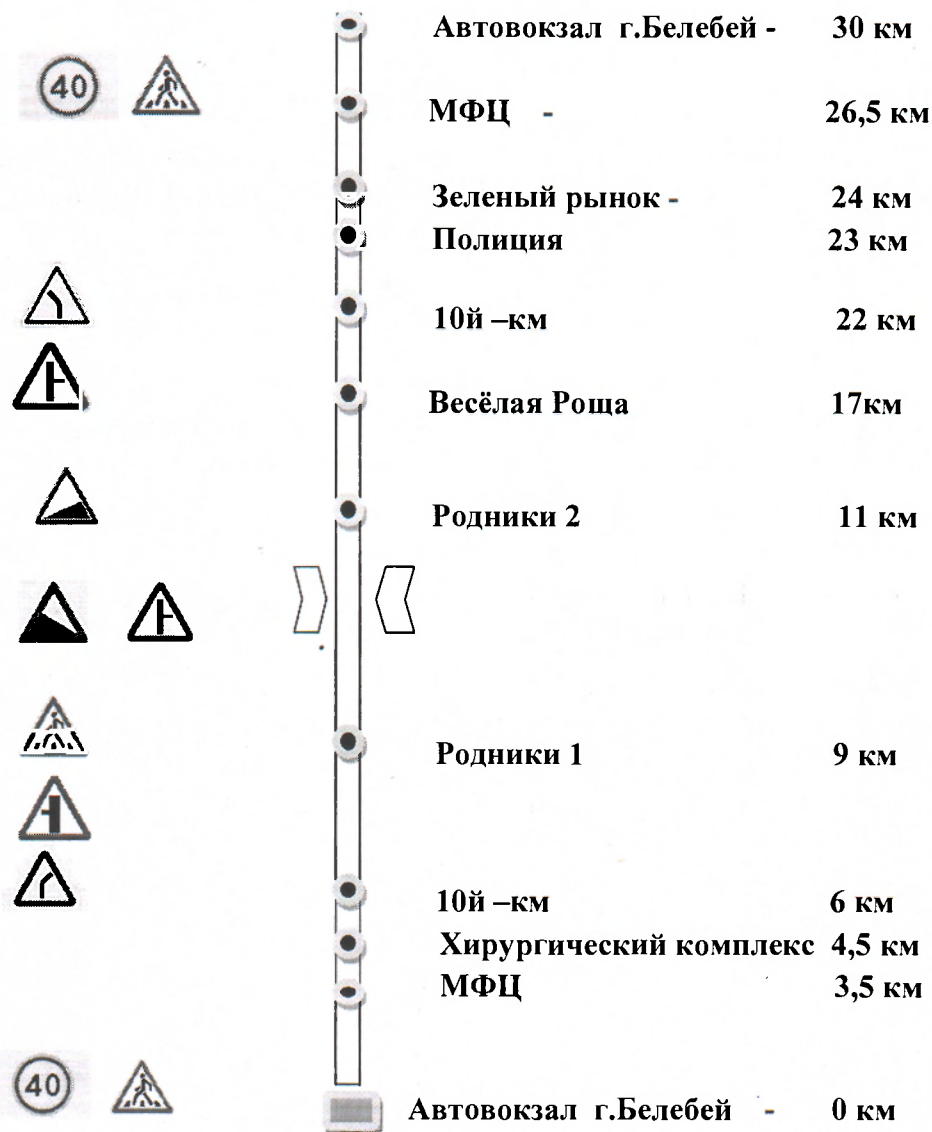 Автовокзал г.Белебей - 30 км
40
МФЦ - 26,5 км
Зеленый рынок - 24 км
Полиция 23 км
10й –км 22 км
Весёлая Роща 17км
Родники 2 11 км
Родники 1 9 км
10й –км 6 км
Хирургический комплекс 4,5 км
МФЦ 3,5 км
40
Автовокзал г.Белебей - 0 км